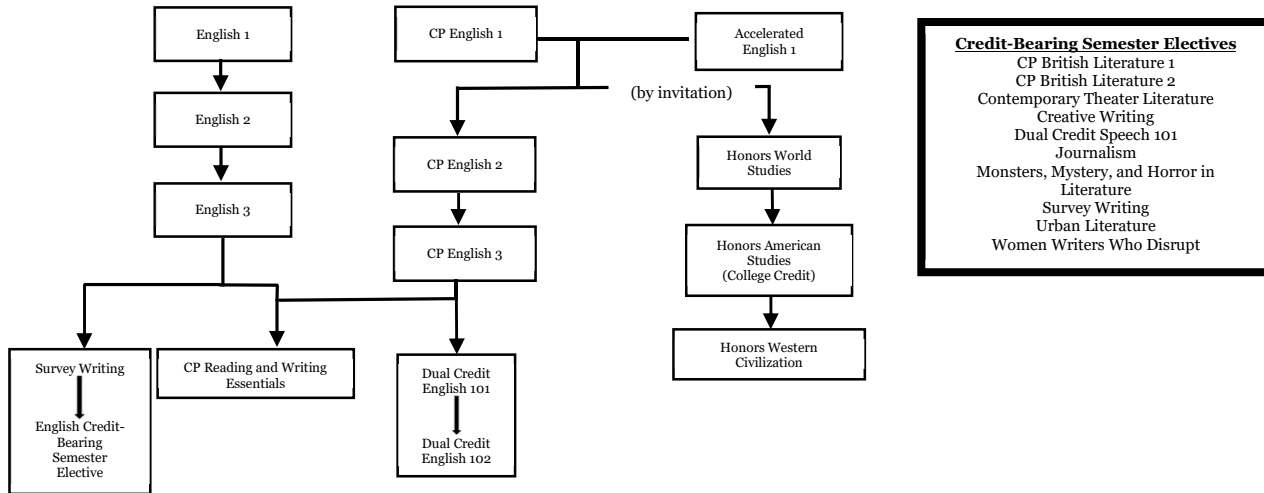 English 1
CP English 1
Accelerated
English 1
(by invitation)
English 2
CP English 2
Honors World
Studies
English 3
CP English 3
Honors American
Studies
(College Credit)
Survey Writing
English Credit-
Bearing
Semester
Elective
CP Reading and Writing
Essentials
Dual Credit
English 101
Dual Credit
English 102
Honors Western
Civilization
Credit-Bearing Semester Electives
CP British Literature 1
CP British Literature 2
Contemporary Theater Literature
Creative Writing
Dual Credit Speech 101
Journalism
Monsters, Mystery, and Horror in
Literature
Survey Writing
Urban Literature
Women Writers Who Disrupt